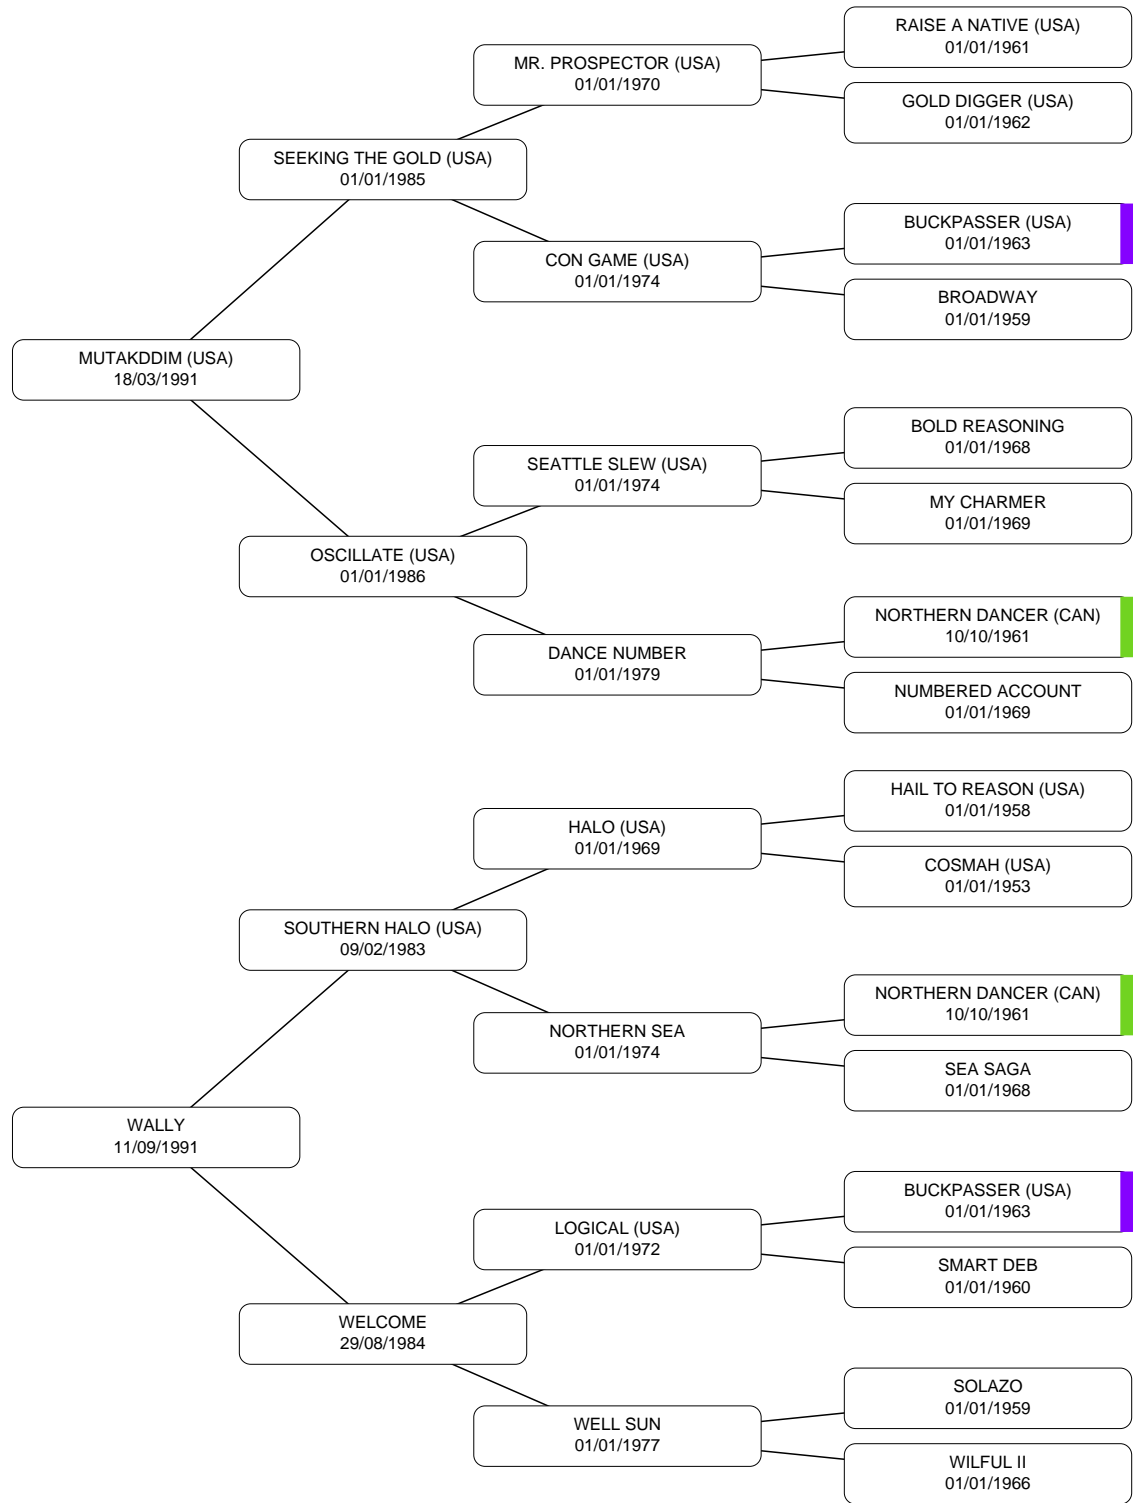 RAISE A NATIVE (USA)
01/01/1961
MR. PROSPECTOR (USA)
01/01/1970
GOLD DIGGER (USA)
01/01/1962
SEEKING THE GOLD (USA)
01/01/1985
BUCKPASSER (USA)
01/01/1963
CON GAME (USA)
01/01/1974
BROADWAY
01/01/1959
MUTAKDDIM (USA)
18/03/1991
BOLD REASONING
01/01/1968
SEATTLE SLEW (USA)
01/01/1974
MY CHARMER
01/01/1969
OSCILLATE (USA)
01/01/1986
NORTHERN DANCER (CAN)
10/10/1961
DANCE NUMBER
01/01/1979
NUMBERED ACCOUNT
01/01/1969
HAIL TO REASON (USA)
01/01/1958
HALO (USA)
01/01/1969
COSMAH (USA)
01/01/1953
SOUTHERN HALO (USA)
09/02/1983
NORTHERN DANCER (CAN)
10/10/1961
NORTHERN SEA
01/01/1974
SEA SAGA
01/01/1968
WALLY
11/09/1991
BUCKPASSER (USA)
01/01/1963
LOGICAL (USA)
01/01/1972
SMART DEB
01/01/1960
WELCOME
29/08/1984
SOLAZO
01/01/1959
WELL SUN
01/01/1977
WILFUL II
01/01/1966